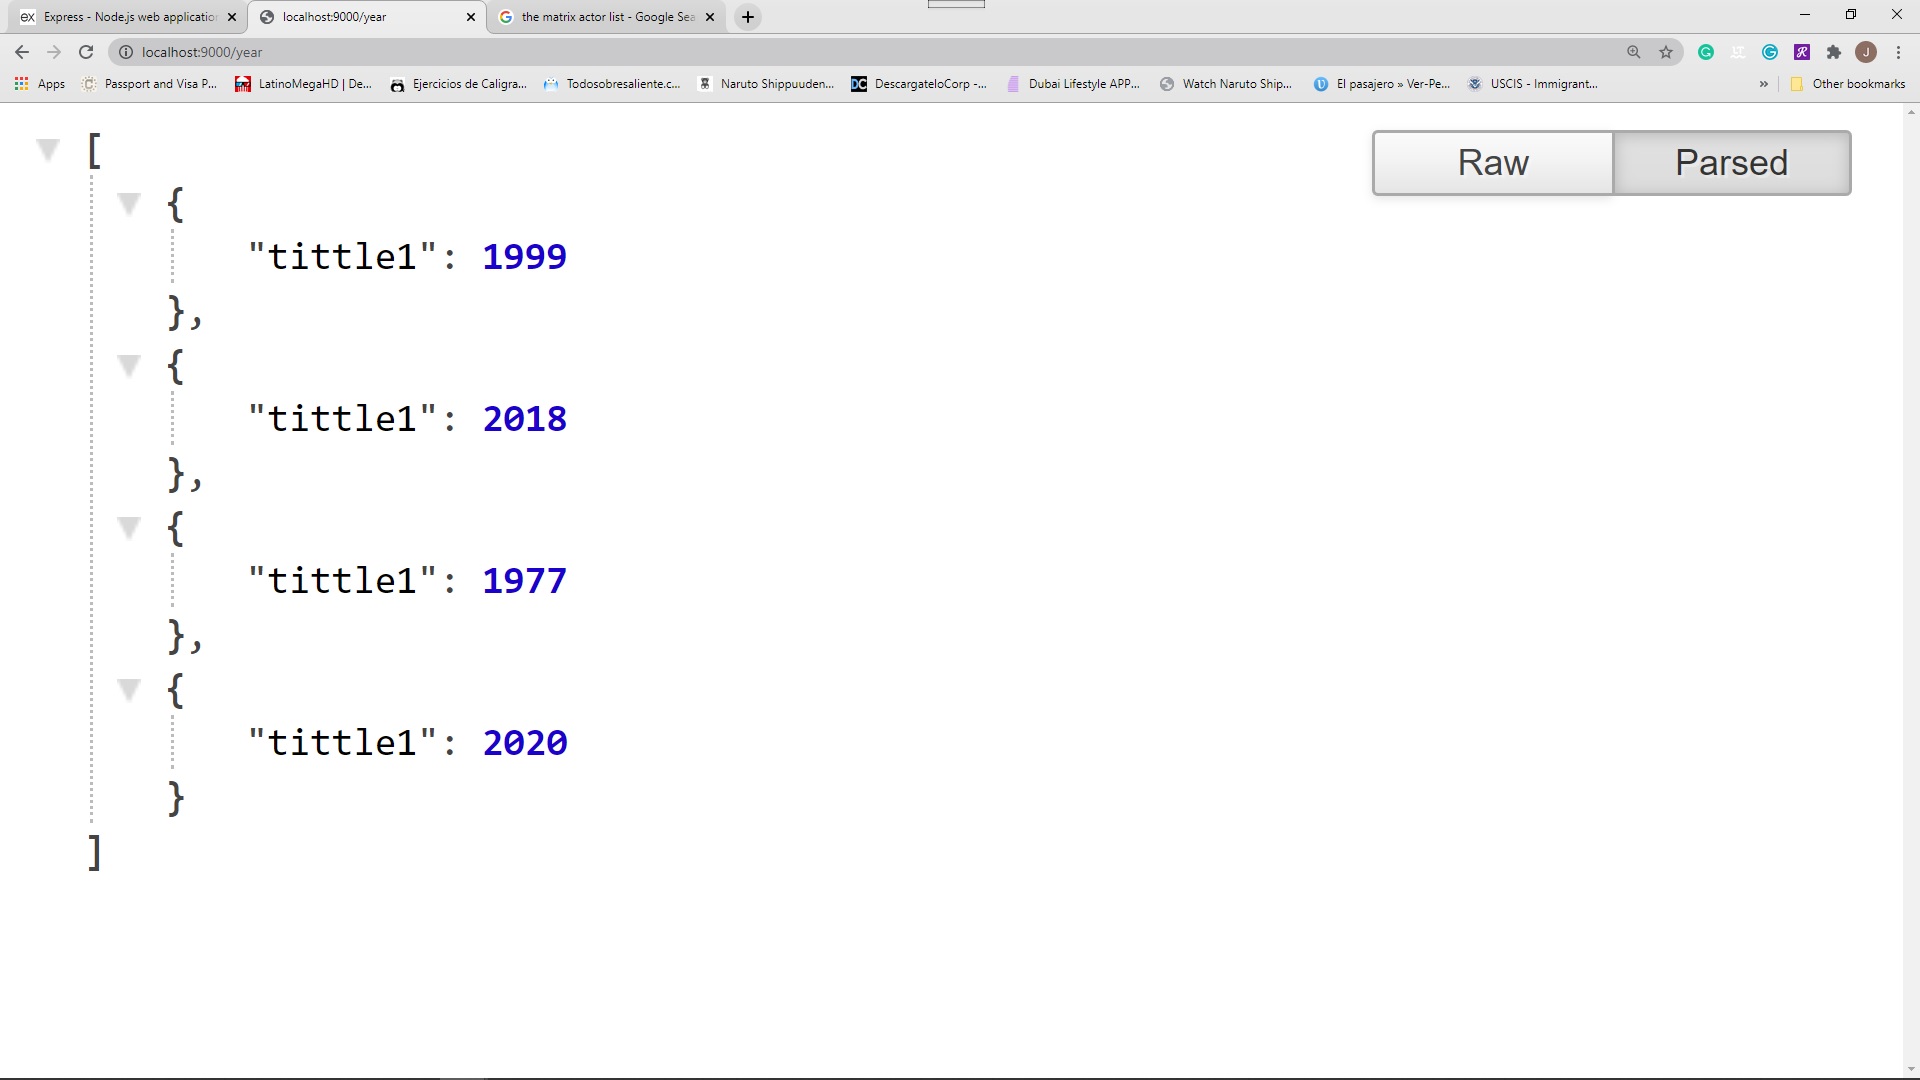 Express - Node.js web applicatio
localhost:9000/year
the matrix actor list - Google Sea
localhost:9000/year
Apps
Passport and Visa P...
LatinoMegaHD | De...
Ejercicios de Caligra...
Todosobresaliente.c...
Naruto Shippuuden...
DescargateloCorp -...
Dubai Lifestyle APP...
Watch Naruto Ship...
El pasajero » Ver-Pe...
USCIS - Immigrant...
»
Other bookmarks
Raw
Parsed
[
{
"tittle1": 1999
},
{
"tittle1": 2018
},
{
"tittle1": 1977
},
{
"tittle1": 2020
}
]